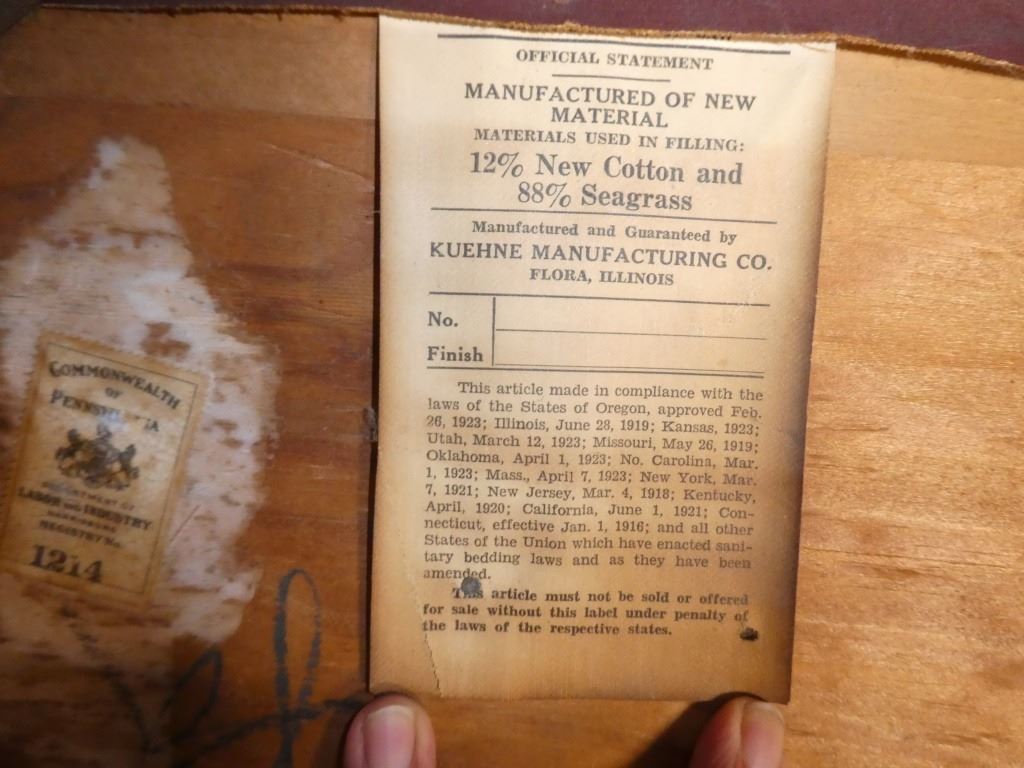 OFFICIAL STATEMENT
MANUFACTURED OF NEW
MATERIAL
MATERIALS USED IN FILLING:
12% New Cotton and
88% Seagrass
Manufactured and Guaranteed by
KUEHNE MANUFACTURING CO.
FLORA, ILLINOIS
No.
Finish
This article made in compliance with the
laws of the States of Oregon, approved Feb.
26, 1923; Illinois, June 28, 1919; Kansas, 1923;
Utah, March 12, 1923; Missouri, May 26, 1919;
Oklahoma, April 1, 1923; No. Carolina, Mar.
1, 1923; Mass., April 7, 1923; New York, Mar.
7, 1921; New Jersey, Mar. 4, 1918; Kentucky,
April, 1920; California, June 1, 1921; Con-
necticut, effective Jan. 1, 1916; and all other
States of the Union which have enacted sani-
tary bedding laws and as they have been
amended.
This article must not be sold or offered
for sale without this label under penalty of
the laws of the respective states.
COMMONWEALTH
OF
PENNSYLVANIA
DEPARTMENT OF
LABOR AND INDUSTRY
HARRISBURG
REGISTRY No.
1214